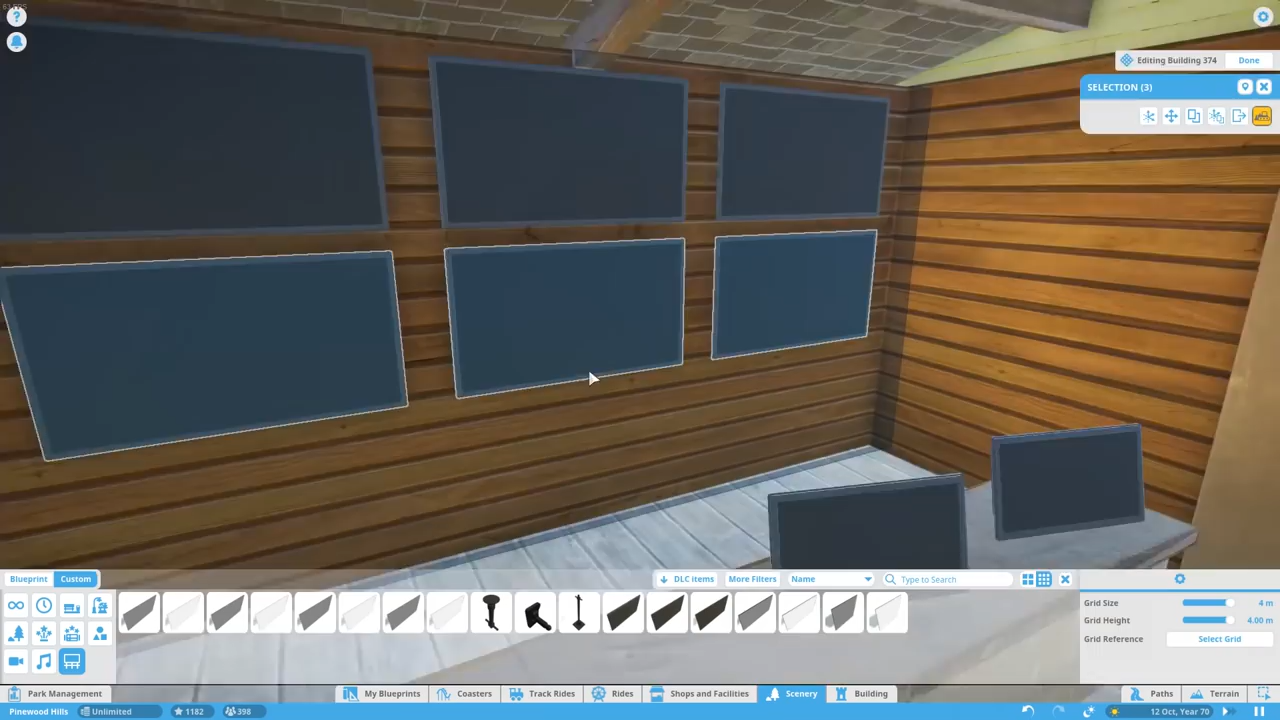 Editing Building 374 Done
SELECTION (3)
Blueprint Custom DLC items More Filters Name Type to Search
Grid Size 4 m
Grid Height 4.00 m
Grid Reference Select Grid
Park Management My Blueprints Coasters Track Rides Rides Shops and Facilities Scenery Building Paths Terrain
Pinewood Hills Unlimited 1182 398 12 Oct, Year 70